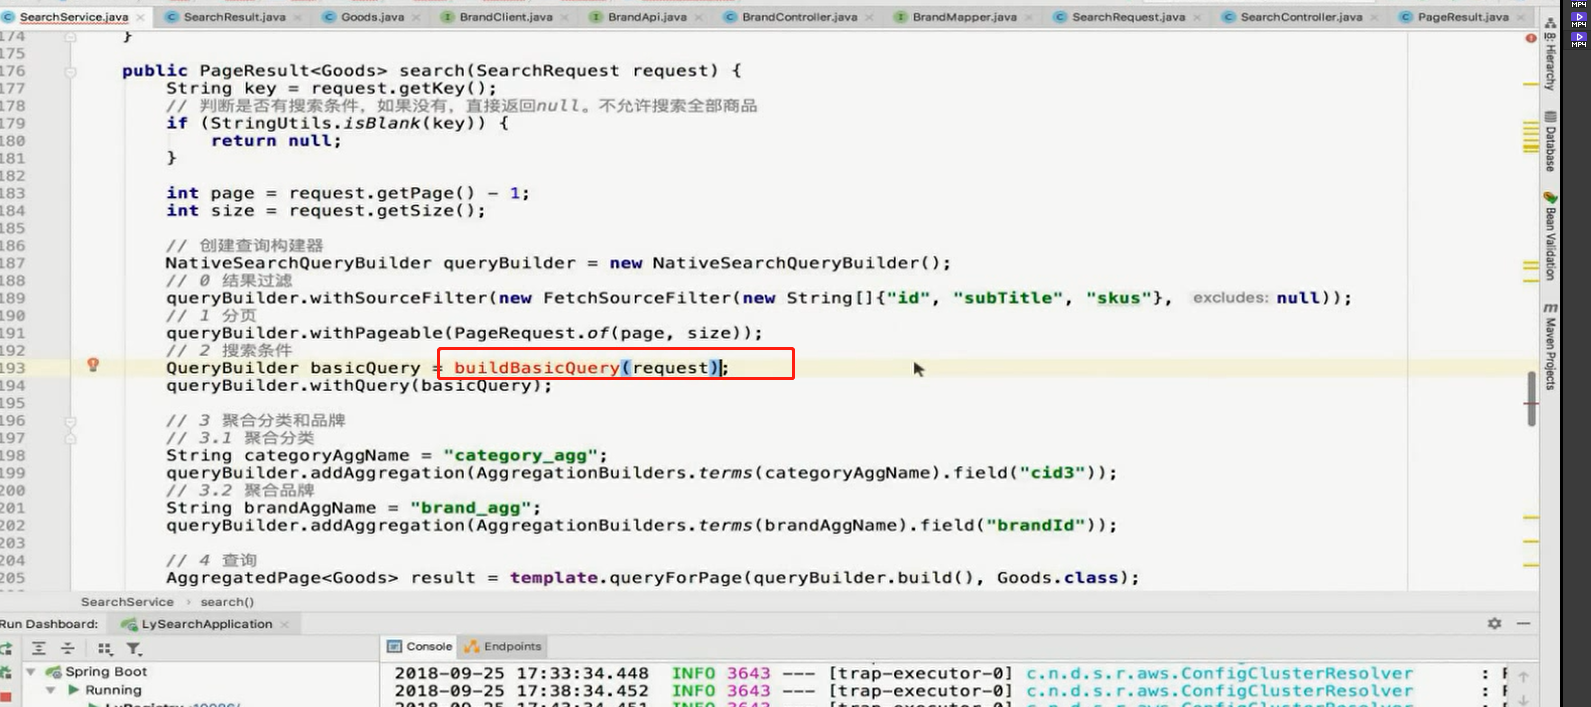 SearchService.java
SearchResult.java
Goods.java
BrandClient.java
BrandApi.java
BrandController.java
BrandMapper.java
SearchRequest.java
SearchController.java
PageResult.java
MP4
MP4
MP4
174 }
175
176 public PageResult<Goods> search(SearchRequest request) {
177 String key = request.getKey();
178 // 判断是否有搜索条件，如果没有，直接返回null。不允许搜索全部商品
179 if (StringUtils.isBlank(key)) {
180 return null;
181 }
182
183 int page = request.getPage() - 1;
184 int size = request.getSize();
185
186 // 创建查询构建器
187 NativeSearchQueryBuilder queryBuilder = new NativeSearchQueryBuilder();
188 // 0 结果过滤
189 queryBuilder.withSourceFilter(new FetchSourceFilter(new String[]{"id", "subTitle", "skus"}, excludes: null));
190 // 1 分页
191 queryBuilder.withPageable(PageRequest.of(page, size));
192 // 2 搜索条件
193 QueryBuilder basicQuery = buildBasicQuery(request);
194 queryBuilder.withQuery(basicQuery);
195
196 // 3 聚合分类和品牌
197 // 3.1 聚合分类
198 String categoryAggName = "category_agg";
199 queryBuilder.addAggregation(AggregationBuilders.terms(categoryAggName).field("cid3"));
200 // 3.2 聚合品牌
201 String brandAggName = "brand_agg";
202 queryBuilder.addAggregation(AggregationBuilders.terms(brandAggName).field("brandId"));
203
204 // 4 查询
205 AggregatedPage<Goods> result = template.queryForPage(queryBuilder.build(), Goods.class);
8: Hierarchy
Database
Bean Validation
Maven Projects
SearchService › search()
Run Dashboard: LySearchApplication
Console Endpoints
Spring Boot
Running
2018-09-25 17:33:34.448 INFO 3643 --- [trap-executor-0] c.n.d.s.r.aws.ConfigClusterResolver :
2018-09-25 17:38:34.452 INFO 3643 --- [trap-executor-0] c.n.d.s.r.aws.ConfigClusterResolver :